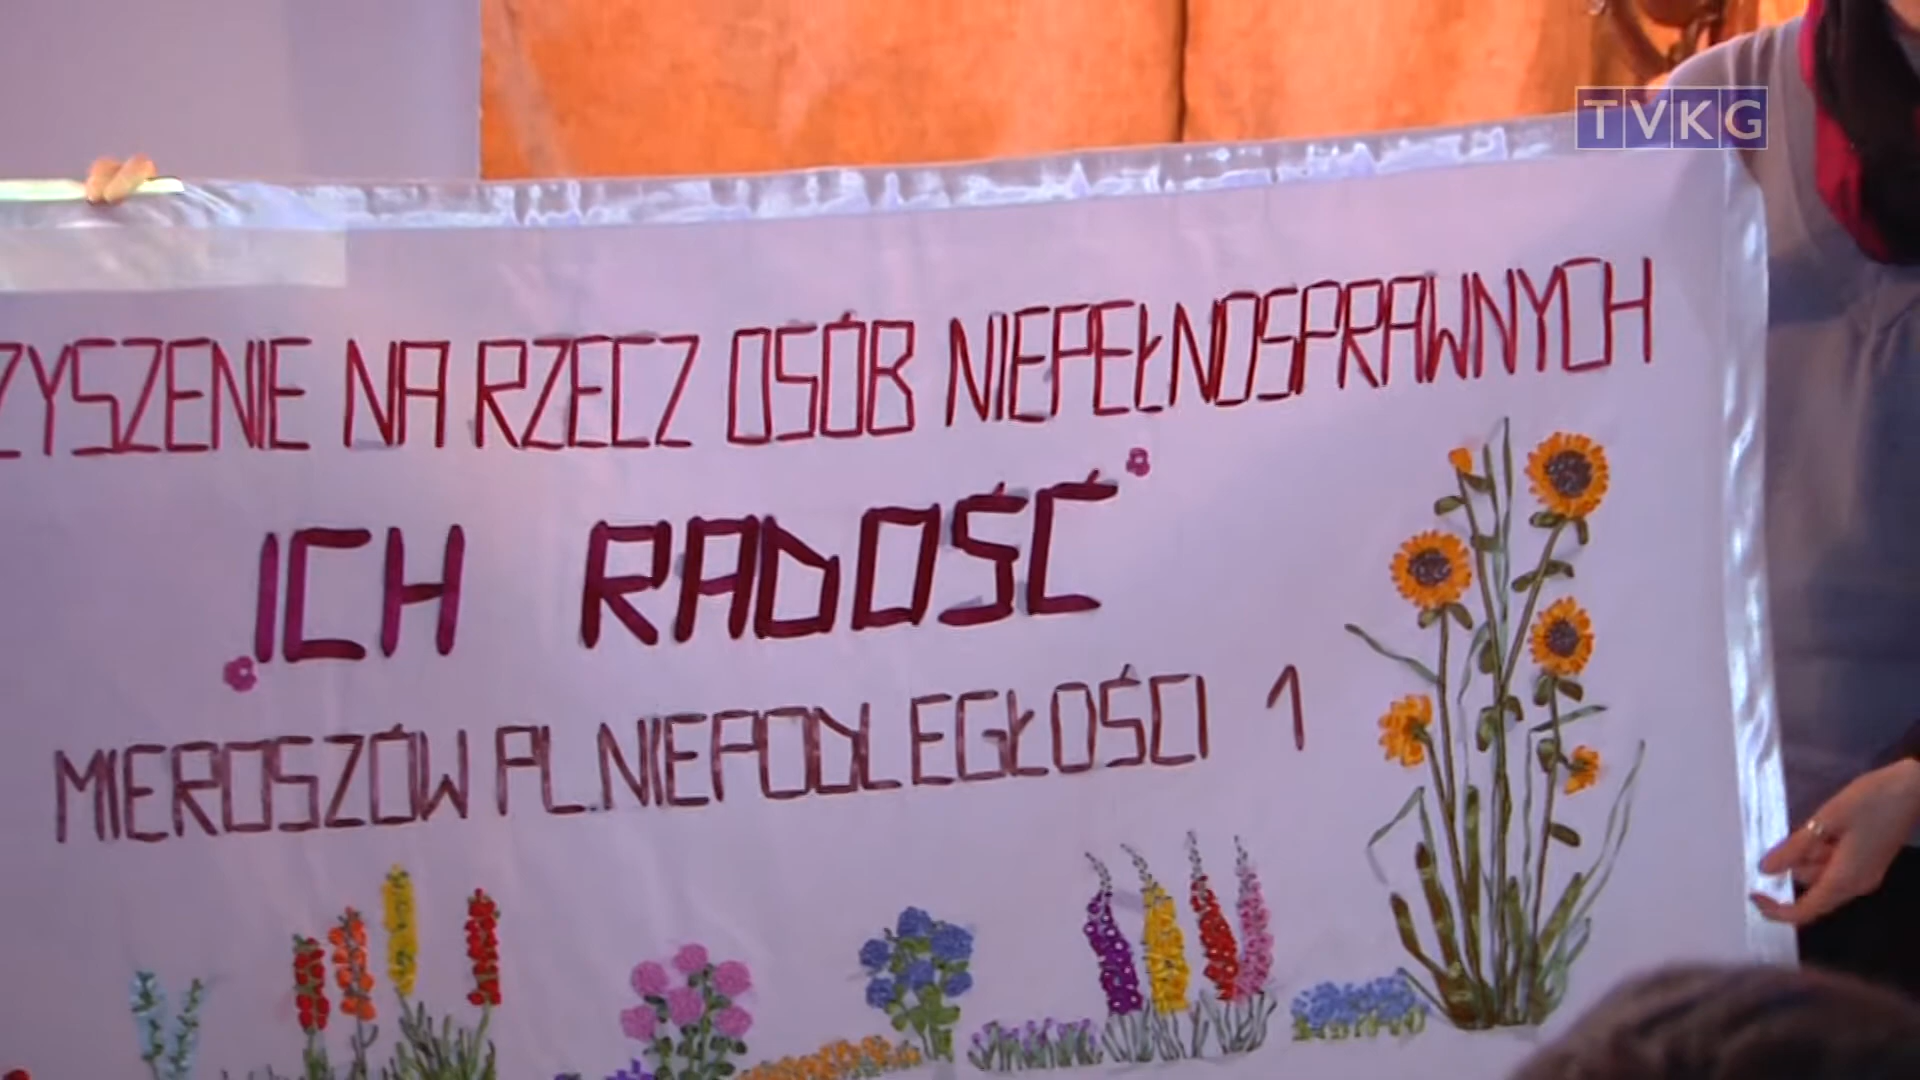 TVKG
ZYSZENIE NA RZECZ OSÓB NIEPEŁNOSPRAWNYCH
ICH RADOŚĆ
MIEROSZÓW PL.NIEPODLEGŁOŚCI 1